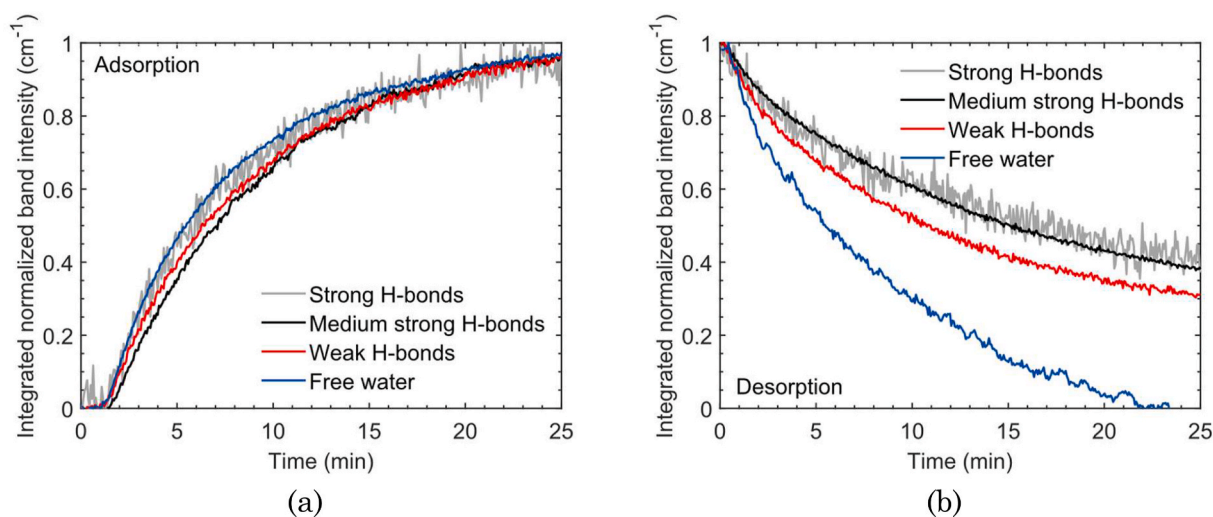 Adsorption
Integrated normalized band intensity (cm⁻¹)
1
0.8
0.6
0.4
0.2
0
Strong H-bonds
Medium strong H-bonds
Weak H-bonds
Free water
0 5 10 15 20 25
Time (min)
(a)
Integrated normalized band intensity (cm⁻¹)
1
0.8
0.6
0.4
0.2
0
Strong H-bonds
Medium strong H-bonds
Weak H-bonds
Free water
Desorption
0 5 10 15 20 25
Time (min)
(b)